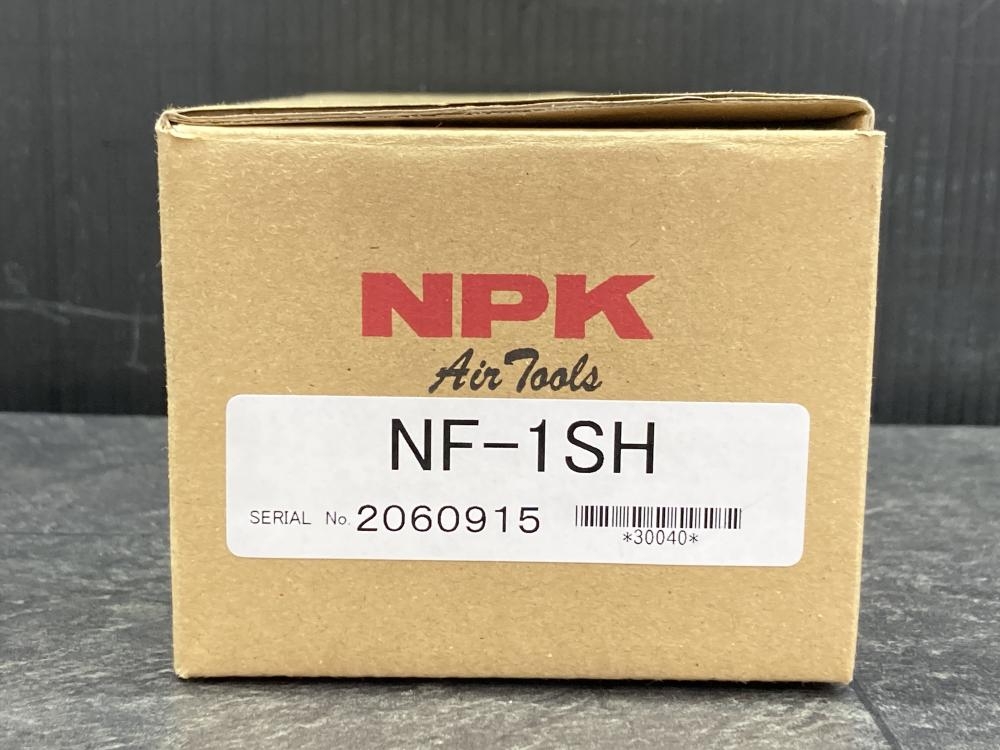 NPK
Air Tools
NF-1SH
SERIAL No. 2060915
*30040*